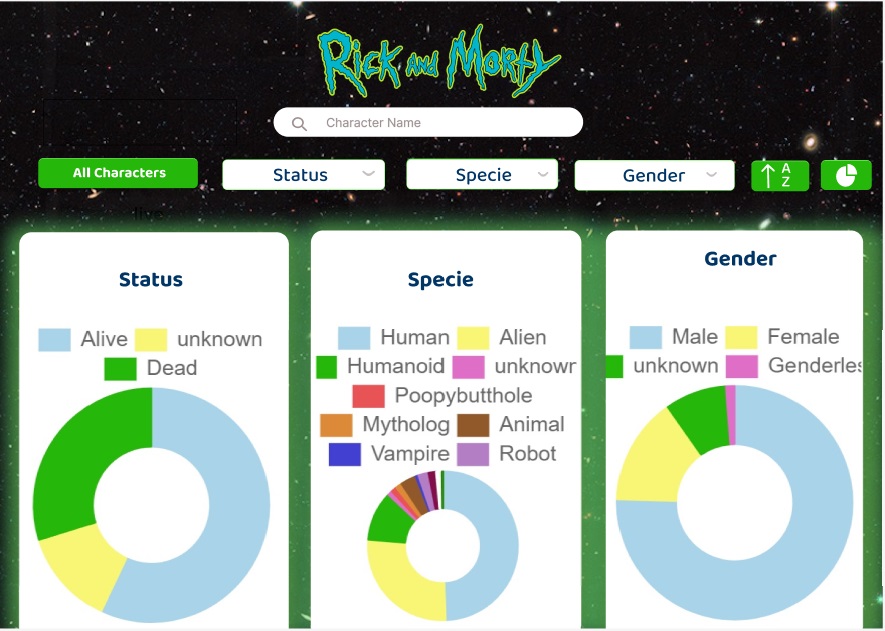 Rick and Morty
Character Name
All Characters
Status
Specie
Gender
A
Z
Status
Alive
unknown
Dead
Specie
Human
Alien
Humanoid
unknowr
Poopybutthole
Mytholog
Animal
Vampire
Robot
Gender
Male
Female
unknown
Genderles